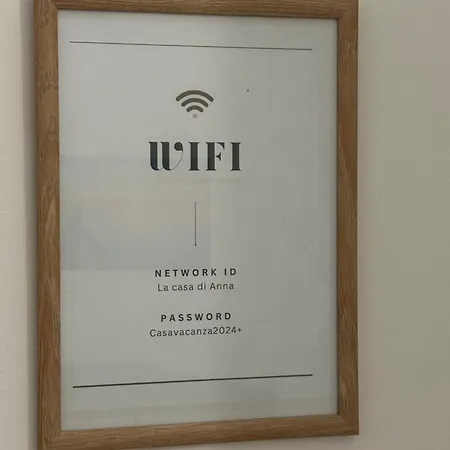 WIFI
NETWORK ID
La casa di Anna
PASSWORD
Casavacanza2024+